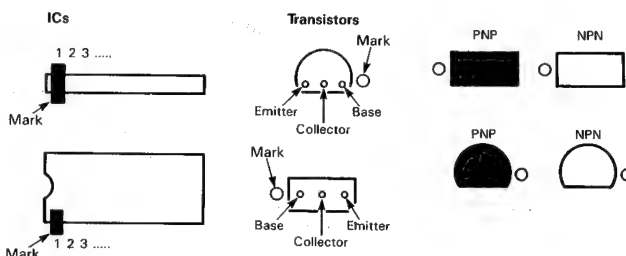 ICs
1 2 3 .....
Mark
Mark
1 2 3 .....
Transistors
Mark
Emitter
Base
Collector
Mark
Base
Emitter
Collector
PNP
NPN
PNP
NPN